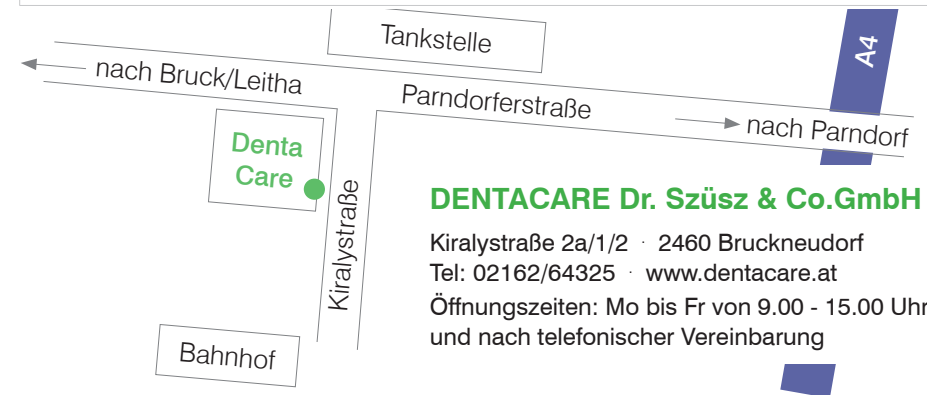 Tankstelle
A4
nach Bruck/Leitha
Parndorferstraße
nach Parndorf
Denta
Care
Kiralystraße
DENTACARE Dr. Szüsz & Co.GmbH
Kiralystraße 2a/1/2 · 2460 Bruckneudorf
Tel: 02162/64325 · www.dentacare.at
Öffnungszeiten: Mo bis Fr von 9.00 - 15.00 Uhr
und nach telefonischer Vereinbarung
Bahnhof